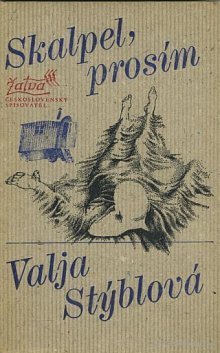 Skalpel,
prosím
Žatva
ČESKOSLOVENSKÝ
SPISOVATEL
Valja
Stýblová